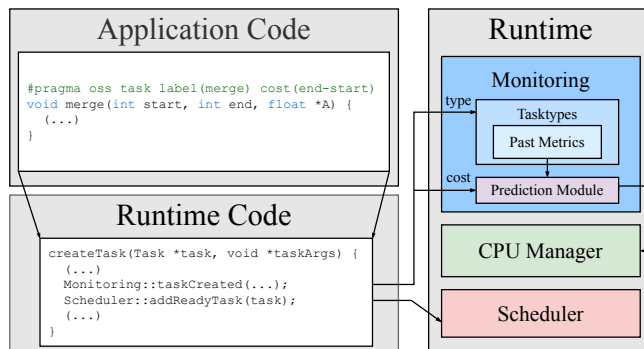 Application Code
#pragma oss task label(merge) cost(end-start)
void merge(int start, int end, float *A) {
(...)
}
Runtime Code
createTask(Task *task, void *taskArgs) {
(...)
Monitoring::taskCreated(...);
Scheduler::addReadyTask(task);
(...)
}
Runtime
Monitoring
type
Tasktypes
Past Metrics
cost
Prediction Module
CPU Manager
Scheduler